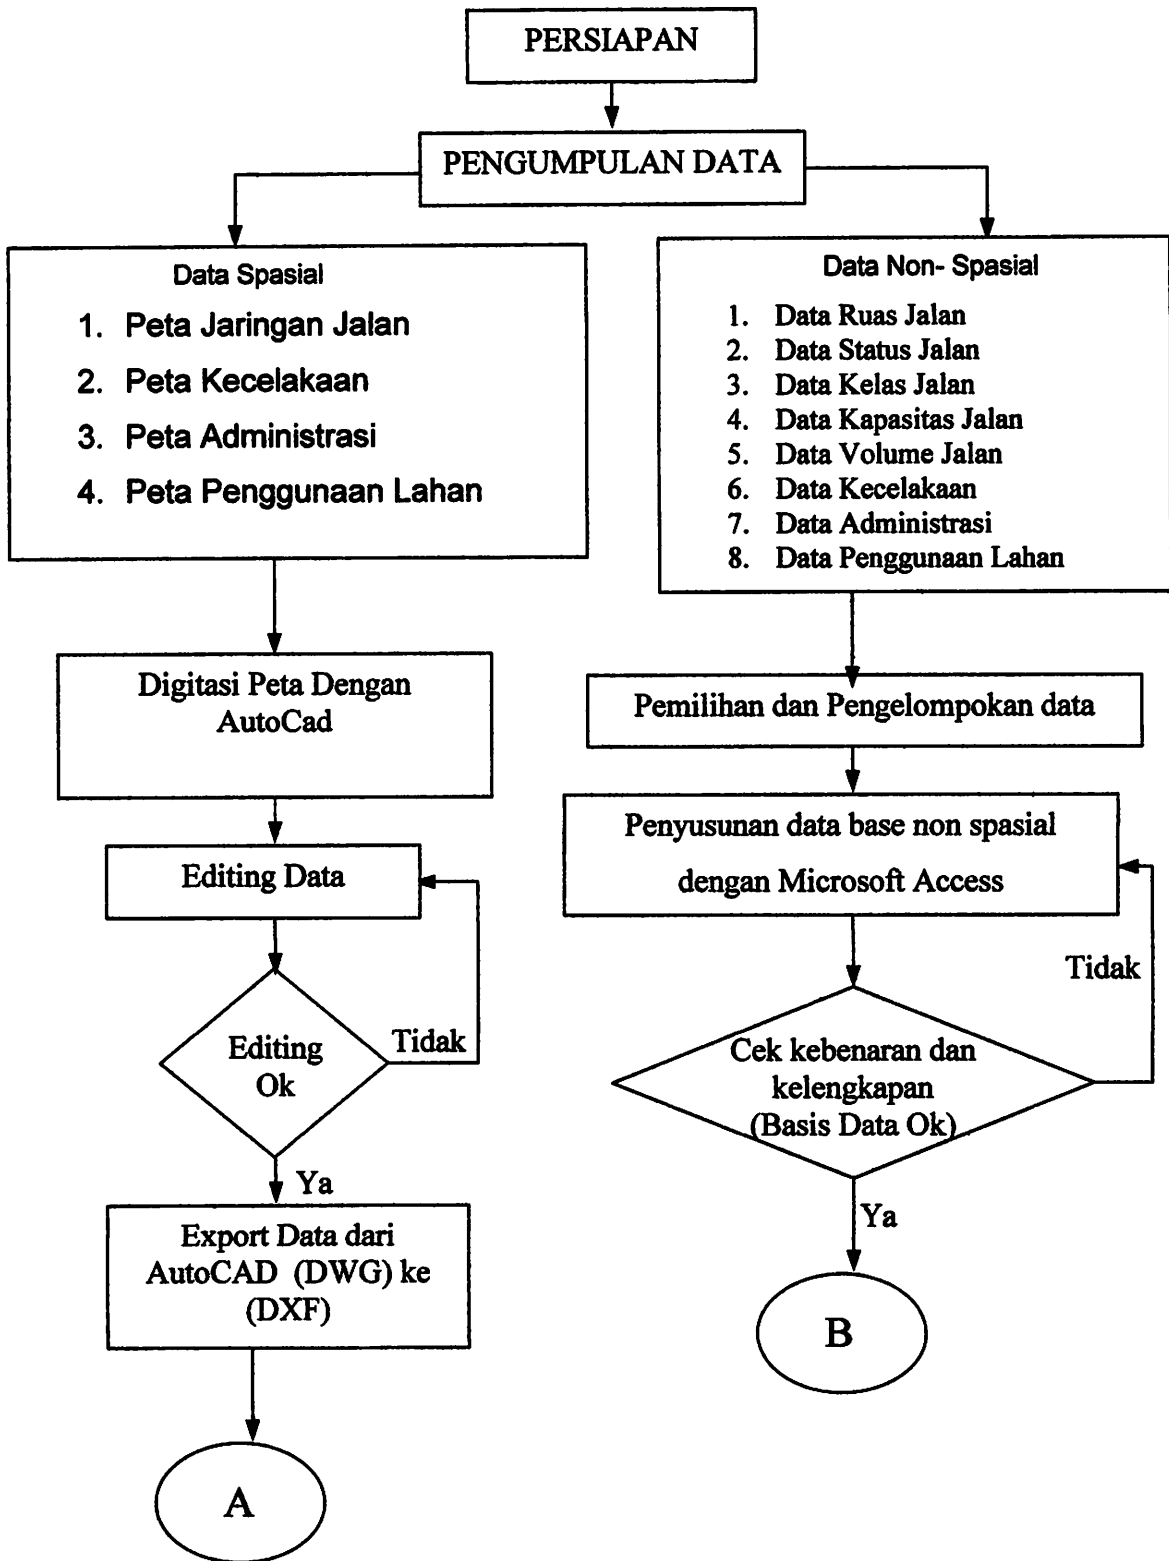 PERSIAPAN
PENGUMPULAN DATA
Data Spasial
1. Peta Jaringan Jalan
2. Peta Kecelakaan
3. Peta Administrasi
4. Peta Penggunaan Lahan
Digitasi Peta Dengan
AutoCad
Editing Data
Editing
Ok
Tidak
Ya
Export Data dari
AutoCAD (DWG) ke
(DXF)
A
Data Non- Spasial
1. Data Ruas Jalan
2. Data Status Jalan
3. Data Kelas Jalan
4. Data Kapasitas Jalan
5. Data Volume Jalan
6. Data Kecelakaan
7. Data Administrasi
8. Data Penggunaan Lahan
Pemilihan dan Pengelompokan data
Penyusunan data base non spasial
dengan Microsoft Access
Tidak
Cek kebenaran dan
kelengkapan
(Basis Data Ok)
Ya
B